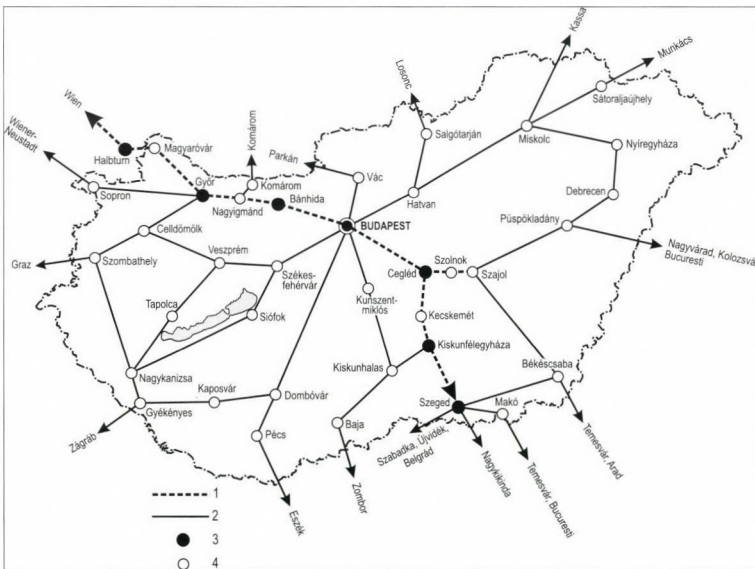 Kassa
Munkács
Losonc
Sátoraljaújhely
Wien
Komárom
Salgótarján
Miskolc
Nyíregyháza
Wiener-
Neustadt
Magyaróvár
Halbturn
Parkán
Vác
Győr
Komárom
Sopron
Nagyigmánd
Bánhida
Hatvan
Debrecen
BUDAPEST
Püspökladány
Celldömölk
Veszprém
Nagyvárad, Kolozsvár
Bucuresti
Graz
Szombathely
Székes-
fehérvár
Cegléd
Szolnok
Szajol
Kunszent-
miklós
Tapolca
Siófok
Kecskemét
Kiskunfélegyháza
Nagykanizsa
Kaposvár
Dombóvár
Kiskunhalas
Békéscsaba
Gyékényes
Szeged
Makó
Zágráb
Pécs
Baja
Szabadka, Újvidék,
Belgrád
Nagykikinda
Temesvár, Bucuresti
Temesvár, Arad
Eszék
Zombor
1
2
3
4